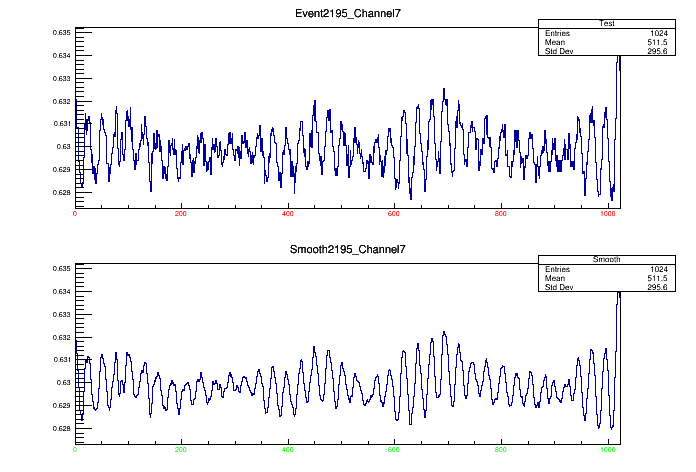 Event2195_Channel7
Test
Entries 1024
Mean 511.5
Std Dev 295.6
0.635
0.634
0.633
0.632
0.631
0.63
0.629
0.628
0 200 400 600 800 1000
Smooth2195_Channel7
Smooth
Entries 1024
Mean 511.5
Std Dev 295.6
0.635
0.634
0.633
0.632
0.631
0.63
0.629
0.628
0 200 400 600 800 1000